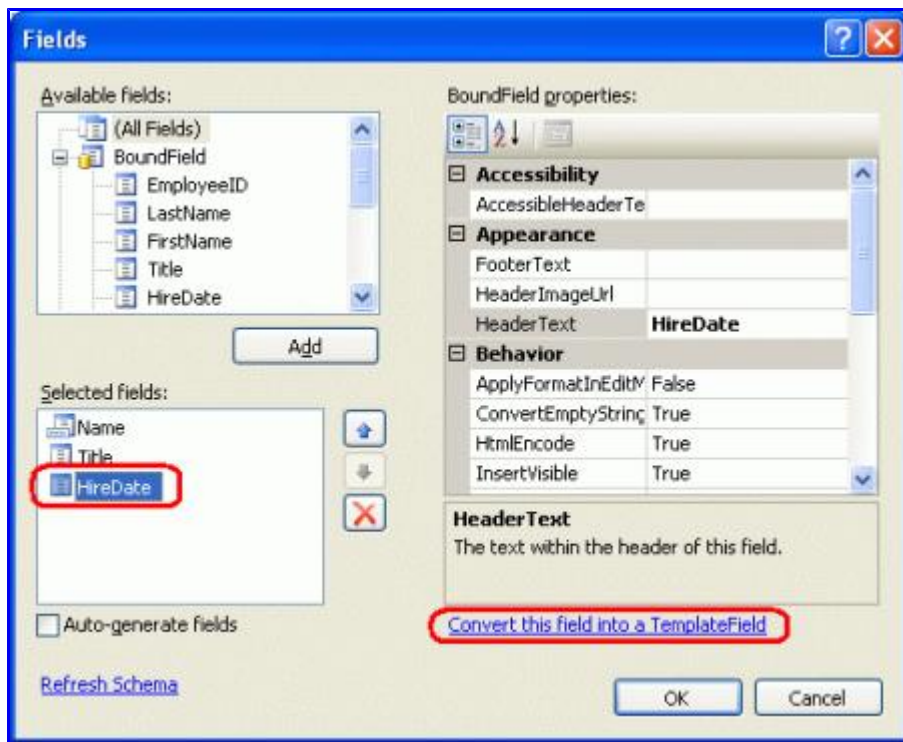 Fields
Available fields:
(All Fields)
BoundField
EmployeeID
LastName
FirstName
Title
HireDate
Add
Selected fields:
Name
Title
HireDate
Auto-generate fields
Refresh Schema
BoundField properties:
Accessibility
AccessibleHeaderTe
Appearance
FooterText
HeaderImageUrl
HeaderText HireDate
Behavior
ApplyFormatInEditM False
ConvertEmptyString True
HtmlEncode True
InsertVisible True
HeaderText
The text within the header of this field.
Convert this field into a TemplateField
OK Cancel